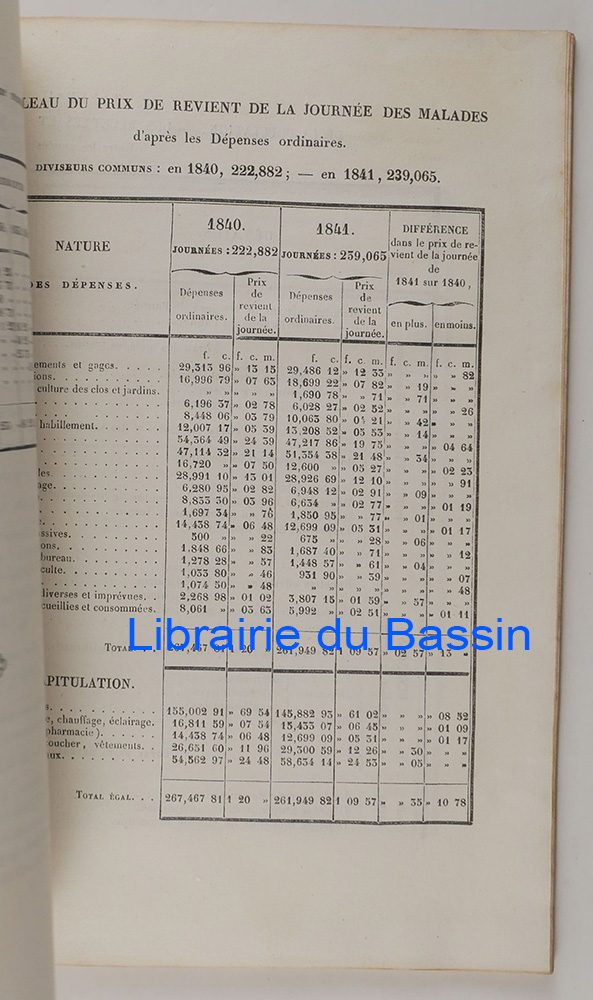 LEAU DU PRIX DE REVIENT DE LA JOURNÉE DES MALADES
d'après les Dépenses ordinaires.
DIVISEURS COMMUNS : en 1840, 222,882 ; — en 1841, 239,065.
NATURE
DES DÉPENSES.
1840.
JOURNÉES : 222,882
1841.
JOURNÉES : 239,065
DIFFÉRENCE
dans le prix de re-
vient de la journée
de
1841 sur 1840,
Dépenses
ordinaires.
Prix
de
revient
de la
journée.
Dépenses
ordinaires.
Prix
de
revient
de la
journée.
en plus.
en moins.
f. c. f. c. m. f. c. f. c. m. f. c. m. f. c. m.
ements et gages. . . . . 29,313 96 » 13 15 29,486 12 » 12 33 » » » » » 82
ions. . . . . . . . . . 16,996 79 » 07 63 18,699 22 » 07 82 » » 19 » » »
culture des clos et jardins. » » » » » 1,690 78 » » 71 » » 71 » » »
. . . . . . . . . . 6,196 37 » 02 78 6,028 27 » 02 52 » » » » » 26
. . . . . . . . . . 8,448 06 » 03 79 10,063 80 » 04 21 » » 42 » » »
habillement. . . . . . 12,007 17 » 05 39 13,208 52 » 05 53 » » 14 » » »
. . . . . . . . . . 54,364 49 » 24 39 47,217 86 » 19 75 » » » » 04 64
. . . . . . . . . . 47,114 32 » 21 14 51,354 38 » 21 48 » » 34 » » »
. . . . . . . . . . 16,720 » » 07 50 12,600 » » 05 27 » » » » 02 23
les. . . . . . . . . . 28,991 10 » 13 01 28,926 69 » 12 10 » » » » » 91
age. . . . . . . . . . 6,280 95 » 02 82 6,948 12 » 02 91 » » 09 » » »
. . . . . . . . . . 8,833 30 » 03 96 6,634 » » 02 77 » » » » 01 19
. . . . . . . . . . 1,697 34 » » 76 1,850 95 » » 77 » » 01 » » »
. . . . . . . . . . 14,438 74 » 06 48 12,699 09 » 05 31 » » » » 01 17
ssives. . . . . . . . . 500 » » » 22 675 » » » 28 » » 06 » » »
ons. . . . . . . . . . 1,848 66 » » 83 1,687 40 » » 71 » » » » » 12
bureau. . . . . . . . . 1,278 28 » » 57 1,448 57 » » 61 » » 04 » » »
culte. . . . . . . . . 1,033 80 » » 46 931 90 » » 39 » » » » » 07
. . . . . . . . . . 1,074 50 » » 48 » » » » » » » » » » 48
diverses et imprévues. . 2,268 98 » 01 02 3,807 15 » 01 59 » » 57 » » »
cueillies et consommées. 8,061 » » 03 63 5,992 » » 02 51 » » » » 01 11
Librairie du Bassin
TOTAL . . 267,467 81 1 20 » 261,949 82 1 09 57 » 02 57 » 13 »
APITULATION.
s. . . . . . . . . . 155,002 91 » 69 54 145,882 93 » 61 02 » » » » 08 52
e, chauffage, éclairage. 16,811 59 » 07 54 15,433 07 » 06 45 » » » » 01 09
pharmacie). . . . . . 14,438 74 » 06 48 12,699 09 » 05 31 » » » » 01 17
oucher, vêtements. . 26,651 60 » 11 96 29,300 59 » 12 26 » » 30 » » »
ux. . . . . . . . . . 54,562 97 » 24 48 58,634 14 » 24 53 » » 05 » » »
TOTAL ÉGAL. . . 267,467 81 1 20 » 261,949 82 1 09 57 » » 35 » 10 78